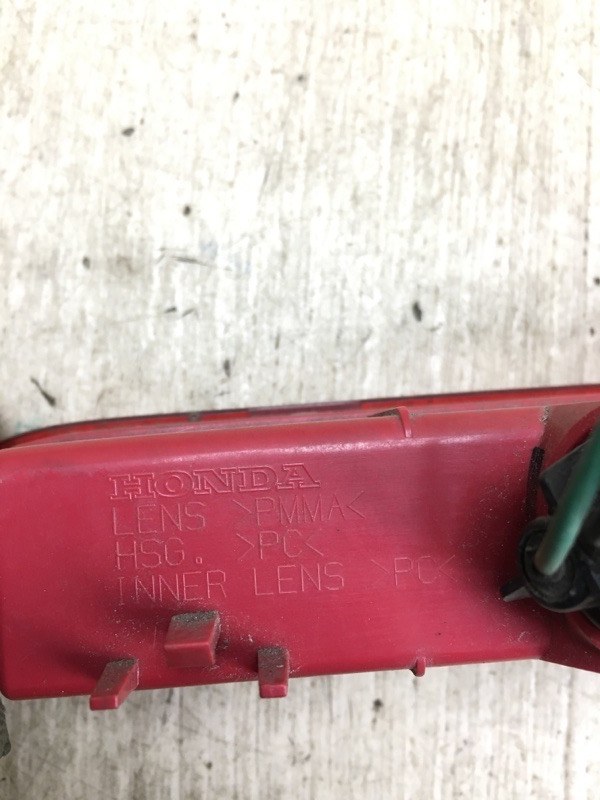 HONDA
LENS >PMMA<
HSG. >PC<
INNER LENS >PC<